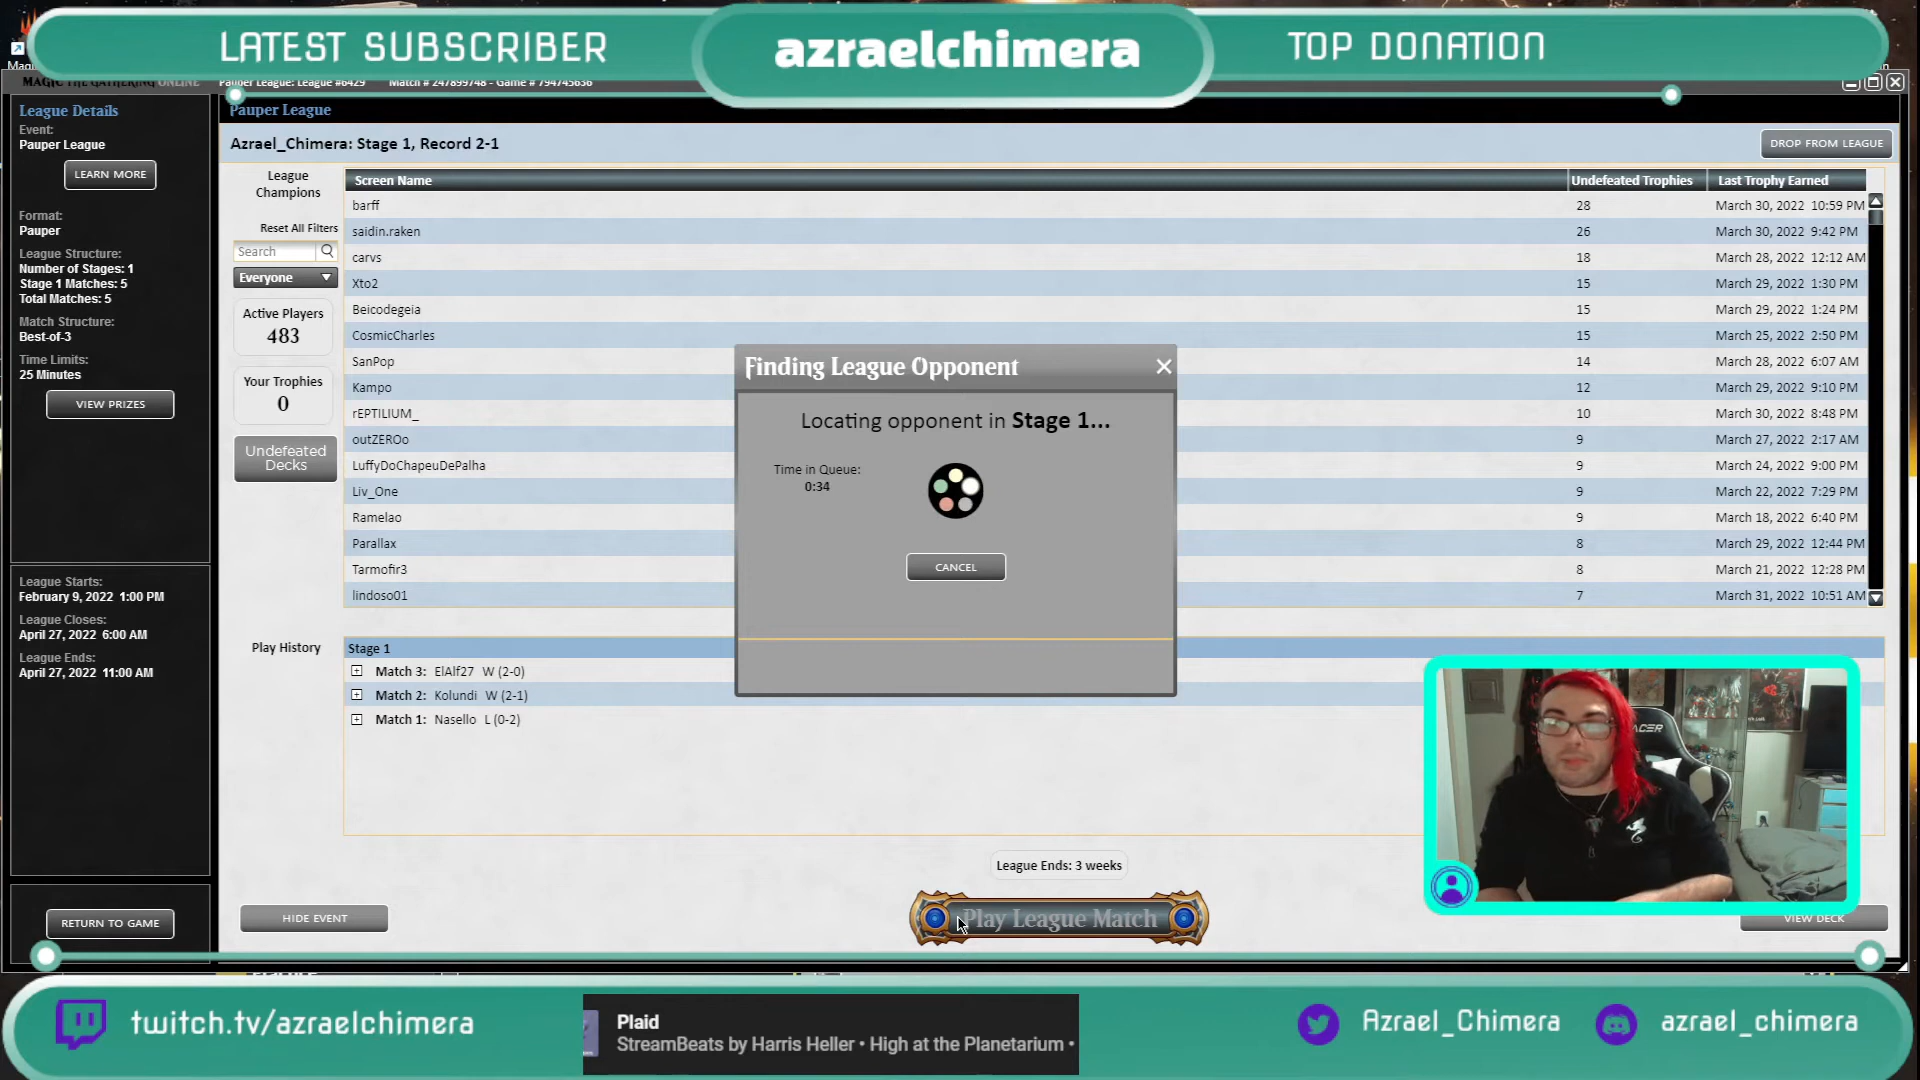 LATEST SUBSCRIBER
azraelchimera
TOP DONATION
MAGIC THE GATHERING ONLINE
Pauper League: League #6429
Match # 247899748 - Game # 794745636
League Details
Event:
Pauper League
LEARN MORE
Format:
Pauper
League Structure:
Number of Stages: 1
Stage 1 Matches: 5
Total Matches: 5
Match Structure:
Best-of-3
Time Limits:
25 Minutes
VIEW PRIZES
League Starts:
February 9, 2022 1:00 PM
League Closes:
April 27, 2022 6:00 AM
League Ends:
April 27, 2022 11:00 AM
RETURN TO GAME
Pauper League
Azrael_Chimera: Stage 1, Record 2-1
DROP FROM LEAGUE
League
Champions
Reset All Filters
Search
Everyone
Active Players
483
Your Trophies
0
Undefeated
Decks
Screen Name Undefeated Trophies Last Trophy Earned
barff 28 March 30, 2022 10:59 PM
saidin.raken 26 March 30, 2022 9:42 PM
carvs 18 March 28, 2022 12:12 AM
Xto2 15 March 29, 2022 1:30 PM
Beicodegeia 15 March 29, 2022 1:24 PM
CosmicCharles 15 March 25, 2022 2:50 PM
SanPop 14 March 28, 2022 6:07 AM
Kampo 12 March 29, 2022 9:10 PM
rEPTILIUM_ 10 March 30, 2022 8:48 PM
outZEROo 9 March 27, 2022 2:17 AM
LuffyDoChapeuDePalha 9 March 24, 2022 9:00 PM
Liv_One 9 March 22, 2022 7:29 PM
Ramelao 9 March 18, 2022 6:40 PM
Parallax 8 March 29, 2022 12:44 PM
Tarmofir3 8 March 21, 2022 12:28 PM
lindoso01 7 March 31, 2022 10:51 AM
Finding League Opponent
Locating opponent in Stage 1...
Time in Queue:
0:34
CANCEL
Play History
Stage 1
Match 3: ElAlf27 W (2-0)
Match 2: Kolundi W (2-1)
Match 1: Nasello L (0-2)
League Ends: 3 weeks
HIDE EVENT
Play League Match
VIEW DECK
twitch.tv/azraelchimera
Plaid
StreamBeats by Harris Heller • High at the Planetarium •
Azrael_Chimera
azrael_chimera